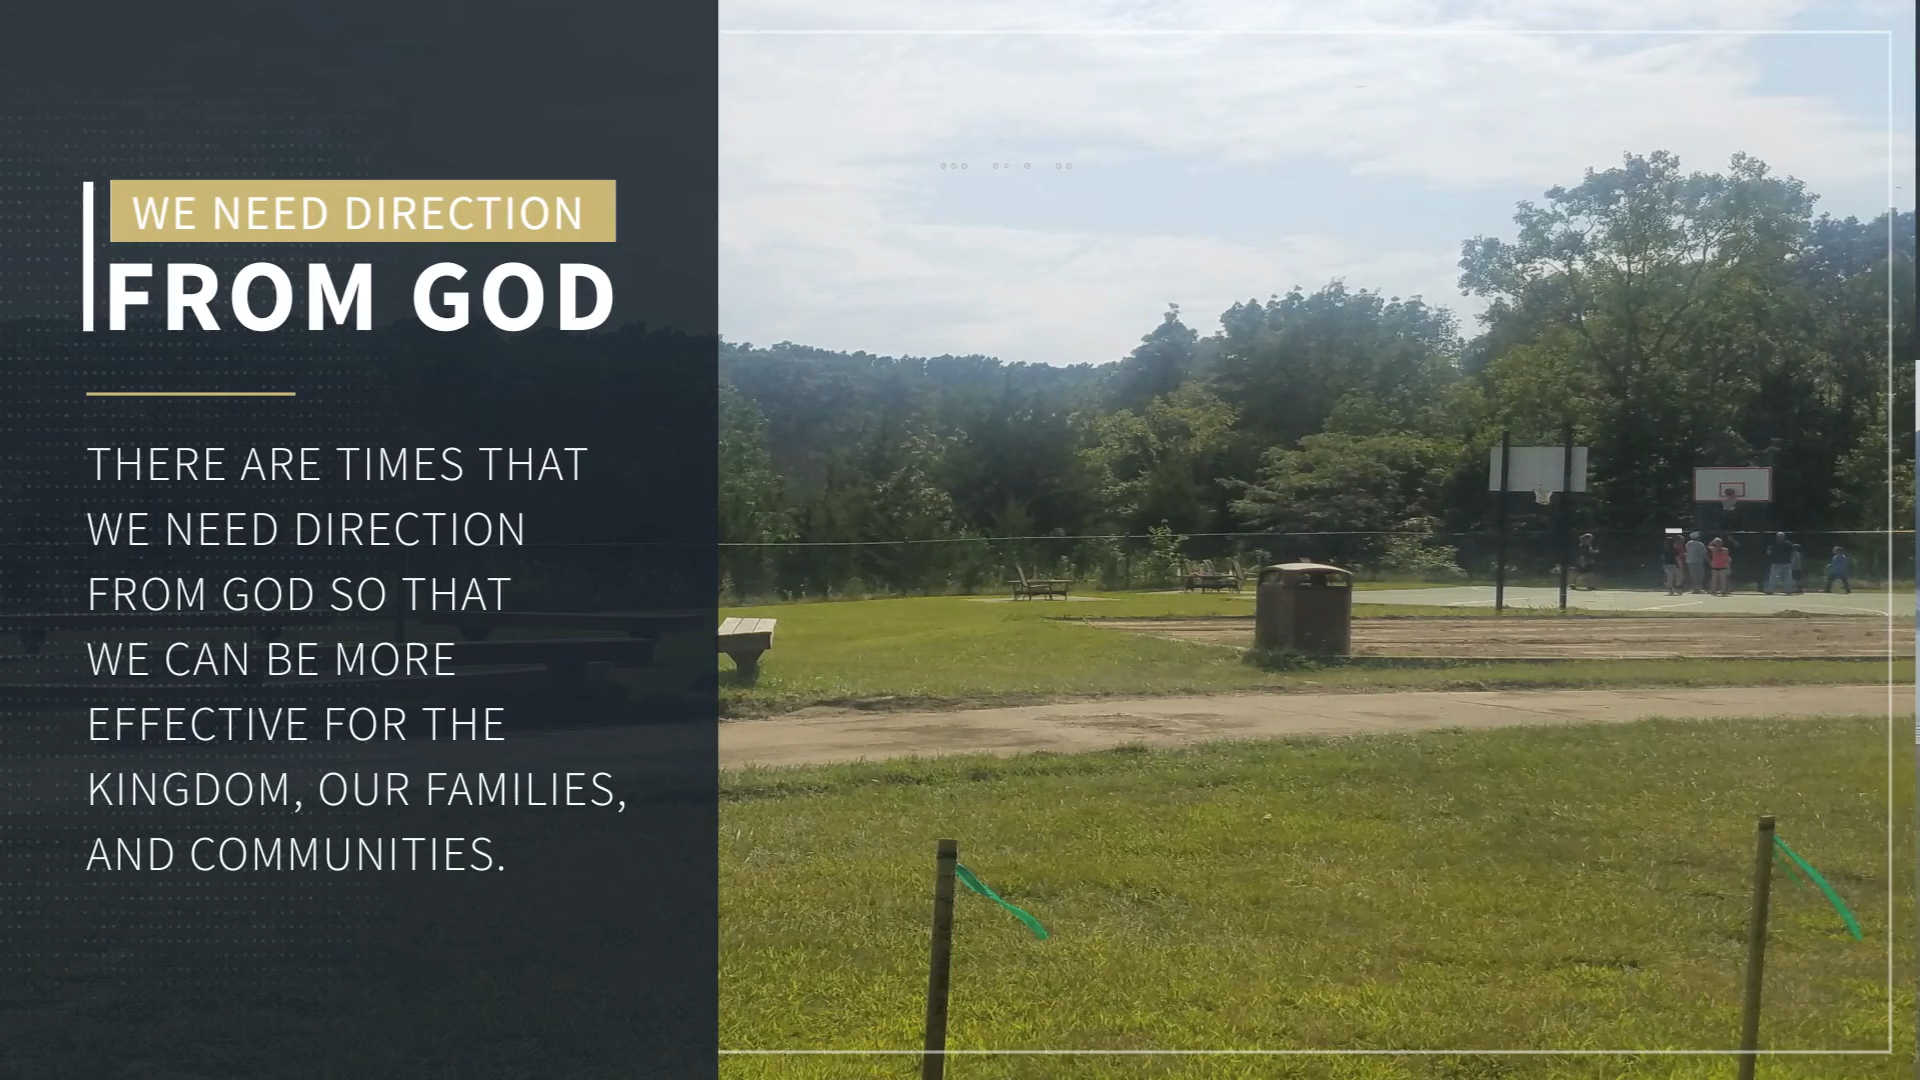 WE NEED DIRECTION
FROM GOD
THERE ARE TIMES THAT
WE NEED DIRECTION
FROM GOD SO THAT
WE CAN BE MORE
EFFECTIVE FOR THE
KINGDOM, OUR FAMILIES,
AND COMMUNITIES.